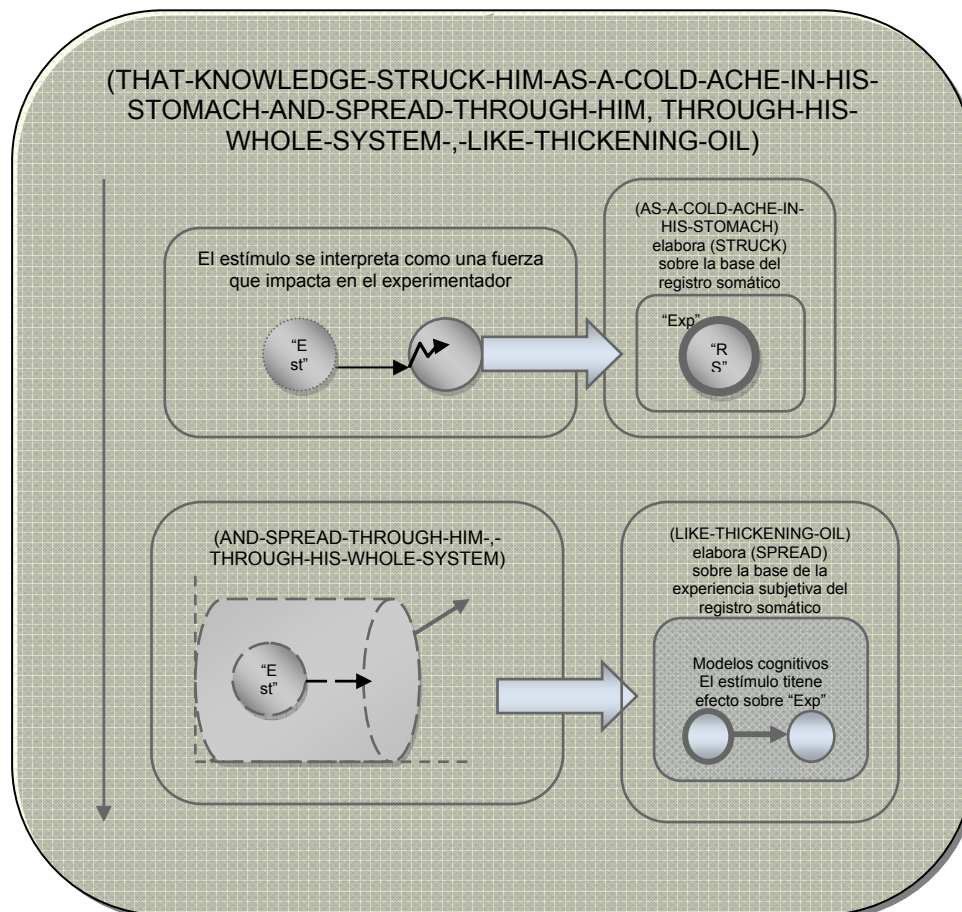 (THAT-KNOWLEDGE-STRUCK-HIM-AS-A-COLD-ACHE-IN-HIS-
STOMACH-AND-SPREAD-THROUGH-HIM, THROUGH-HIS-
WHOLE-SYSTEM-,-LIKE-THICKENING-OIL)
El estímulo se interpreta como una fuerza
que impacta en el experimentador
“E
st”
(AS-A-COLD-ACHE-IN-
HIS-STOMACH)
elabora (STRUCK)
sobre la base del
registro somático
“Exp”
“R
S”
(AND-SPREAD-THROUGH-HIM-,-
THROUGH-HIS-WHOLE-SYSTEM)
“E
st”
(LIKE-THICKENING-OIL)
elabora (SPREAD)
sobre la base de la
experiencia subjetiva del
registro somático
Modelos cognitivos
El estímulo titene
efecto sobre “Exp”